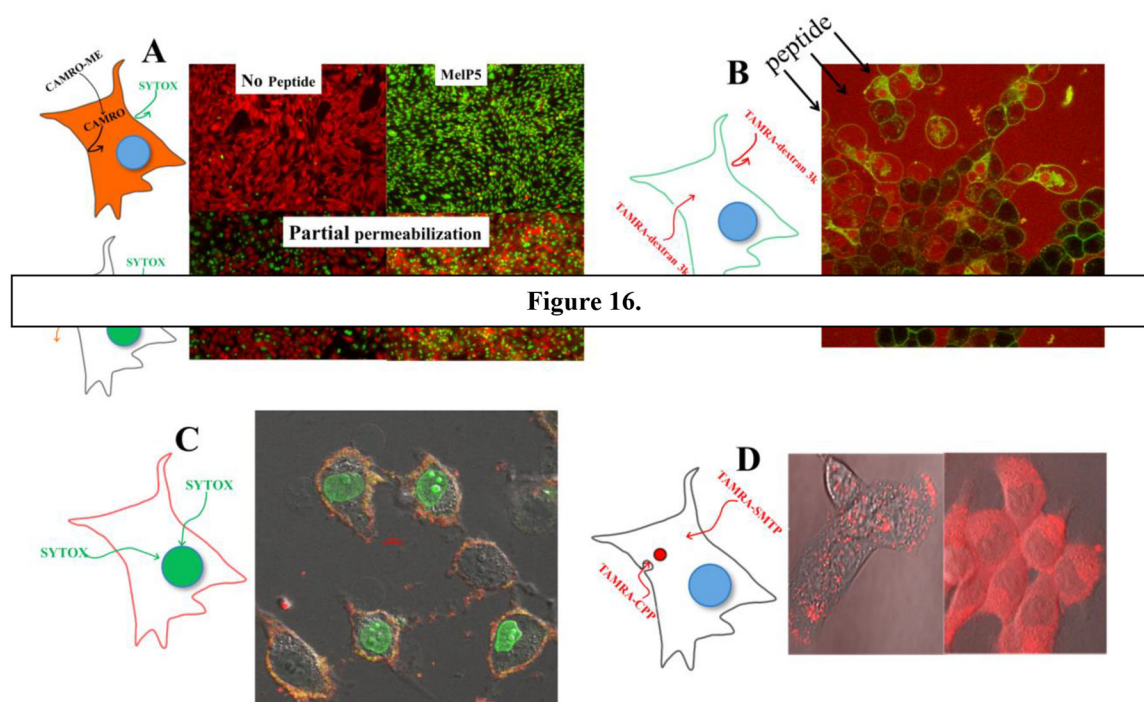 A
CAMRO-ME
SYTOX
CAMRO
No Peptide
MelP5
Partial permeabilization
SYTOX
B
peptide
TAMRA-dextran 3k
TAMRA-dextran 3k
Figure 16.
C
SYTOX
SYTOX
D
TAMRA-SMTP
TAMRA-CPP